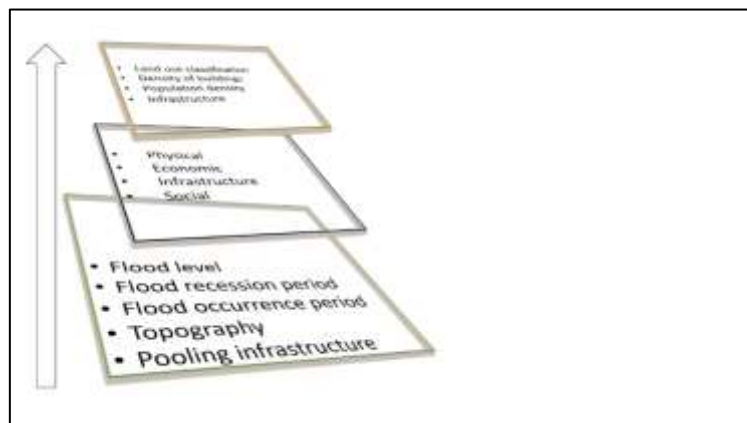 • Land use classification
• Density of buildings
• Population density
• Infrastructure
• Physical
• Economic
• Infrastructure
• Social
• Flood level
• Flood recession period
• Flood occurrence period
• Topography
• Pooling infrastructure